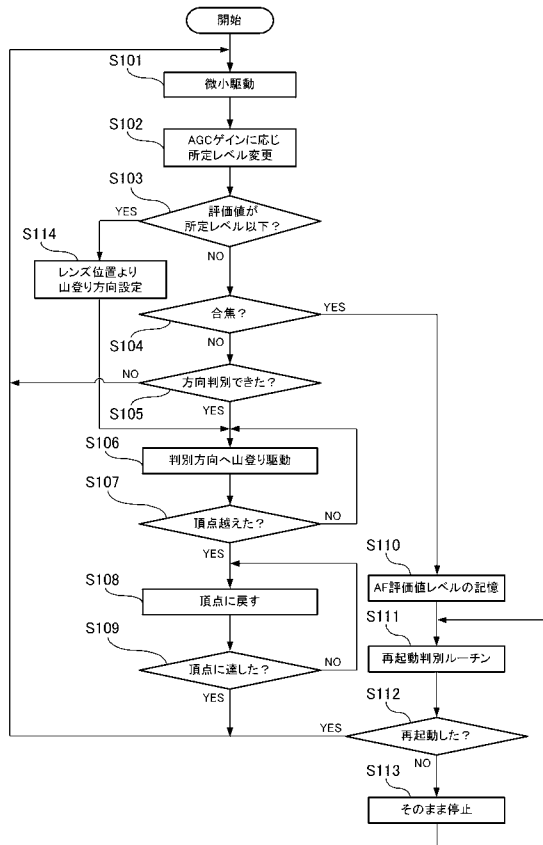 開始
S101
微小駆動
S102
AGCゲインに応じ
所定レベル変更
S103
評価値が
所定レベル以下？
YES
NO
S114
レンズ位置より
山登り方向設定
合焦？
YES
S104
NO
方向判別できた？
NO
S105
YES
S106
判別方向へ山登り駆動
S107
頂点越えた？
NO
YES
S108
頂点に戻す
S109
頂点に達した？
NO
YES
S110
AF評価値レベルの記憶
S111
再起動判別ルーチン
S112
再起動した？
YES
NO
S113
そのまま停止